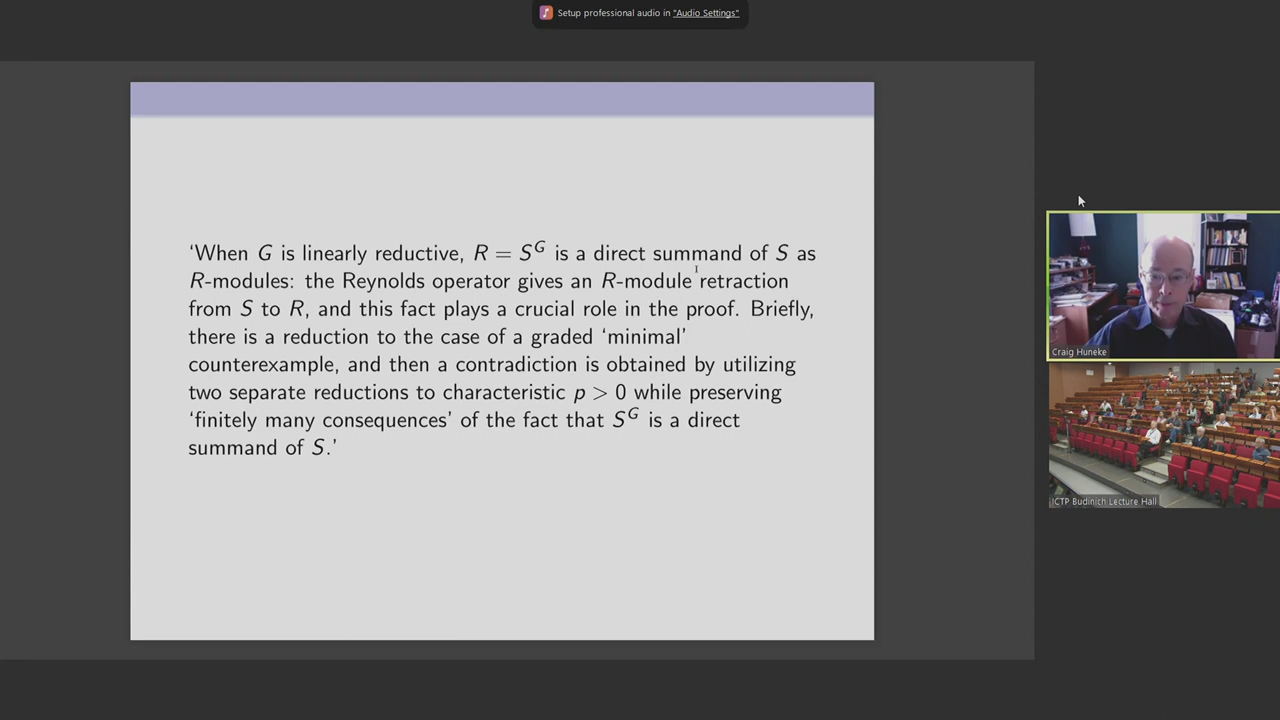 Setup professional audio in "Audio Settings"
‘When G is linearly reductive, R = S^G is a direct summand of S as
R-modules: the Reynolds operator gives an R-module retraction
from S to R, and this fact plays a crucial role in the proof. Briefly,
there is a reduction to the case of a graded ‘minimal’
counterexample, and then a contradiction is obtained by utilizing
two separate reductions to characteristic p > 0 while preserving
‘finitely many consequences’ of the fact that S^G is a direct
summand of S.’
Craig Huneke
ICTP Budinich Lecture Hall